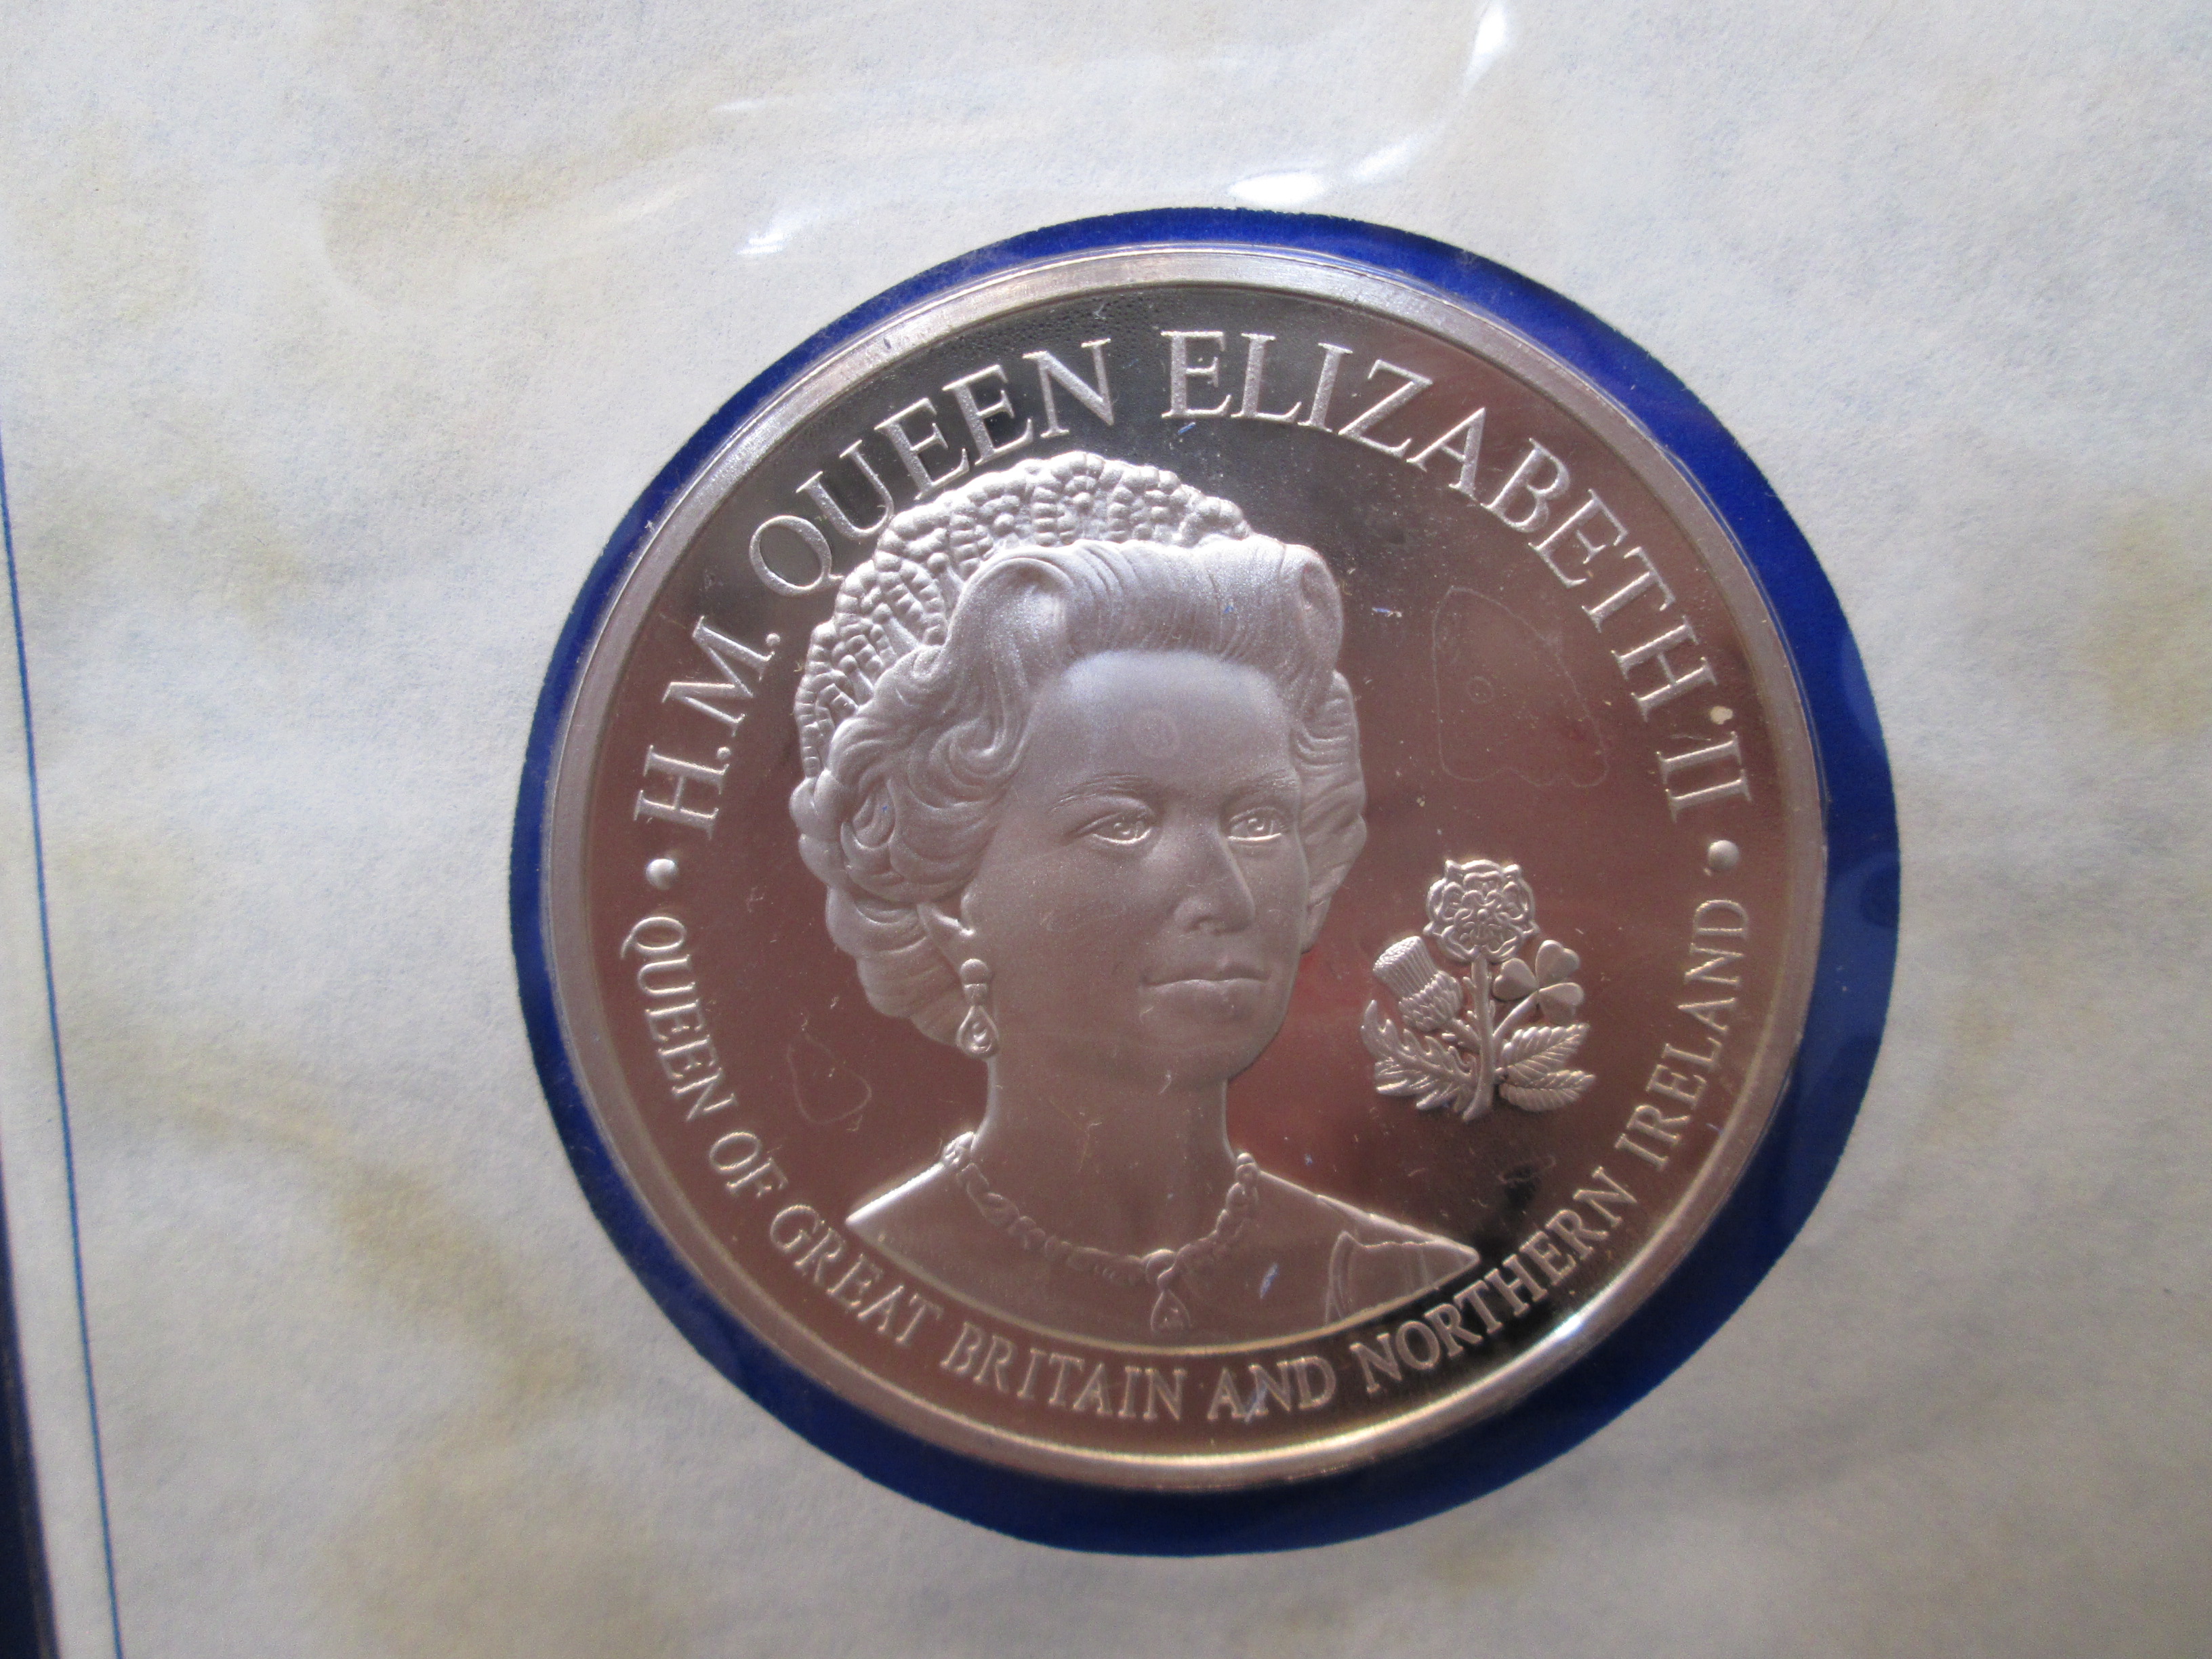 H.M. QUEEN ELIZABETH II
• QUEEN OF GREAT BRITAIN AND NORTHERN IRELAND •